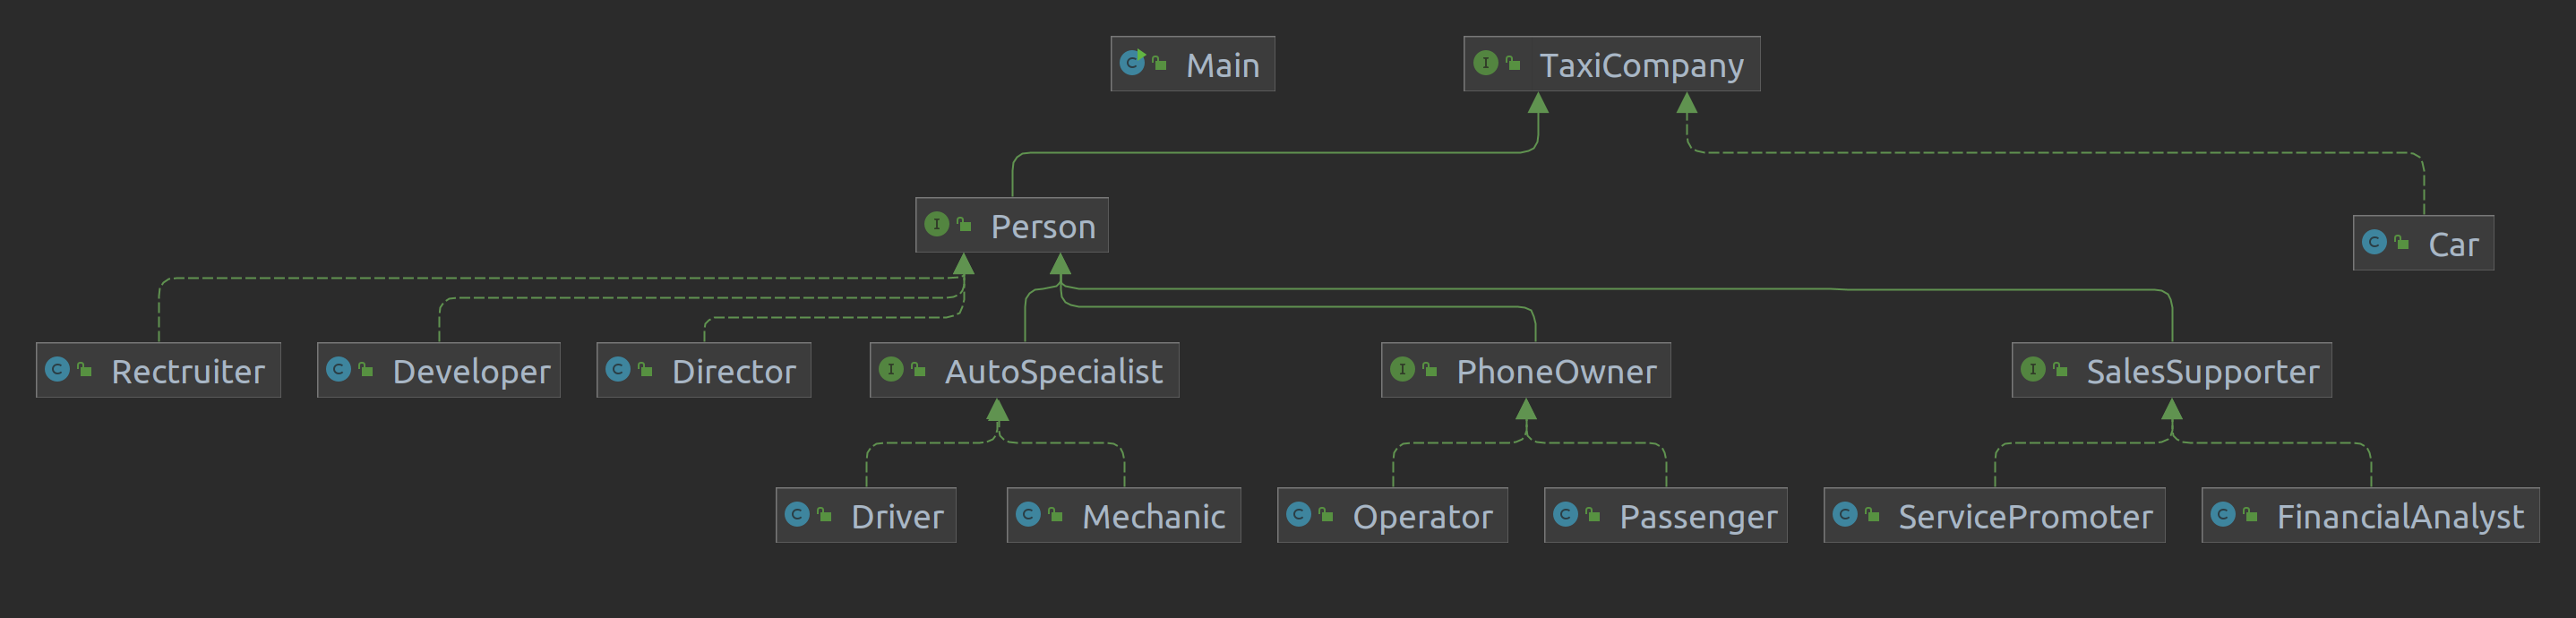 Main
TaxiCompany
Person
Car
Rectruiter
Developer
Director
AutoSpecialist
PhoneOwner
SalesSupporter
Driver
Mechanic
Operator
Passenger
ServicePromoter
FinancialAnalyst